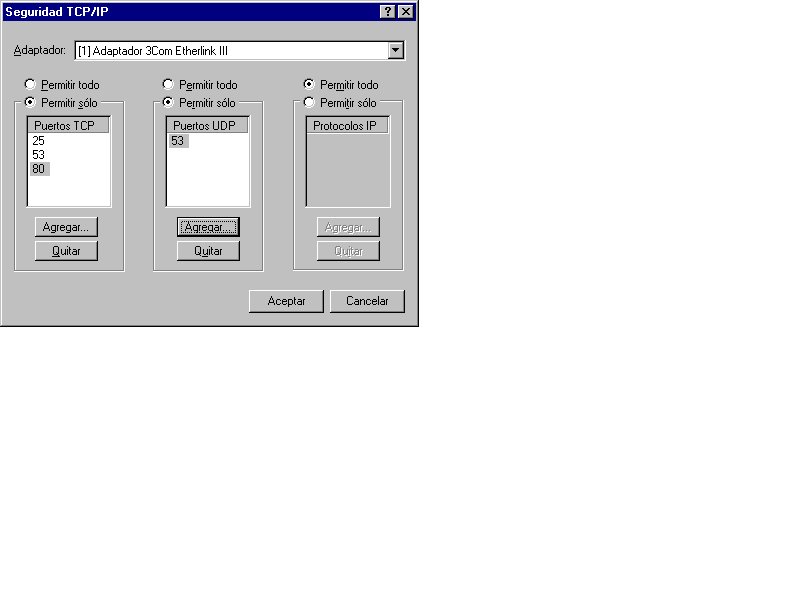 Seguridad TCP/IP
Adaptador: [1] Adaptador 3Com Etherlink III
Permitir todo Permitir todo Permitir todo
Permitir sólo Permitir sólo Permitir sólo
Puertos TCP Puertos UDP Protocolos IP
25 53
53
80
Agregar... Agregar... Agregar...
Quitar Quitar Quitar
Aceptar Cancelar